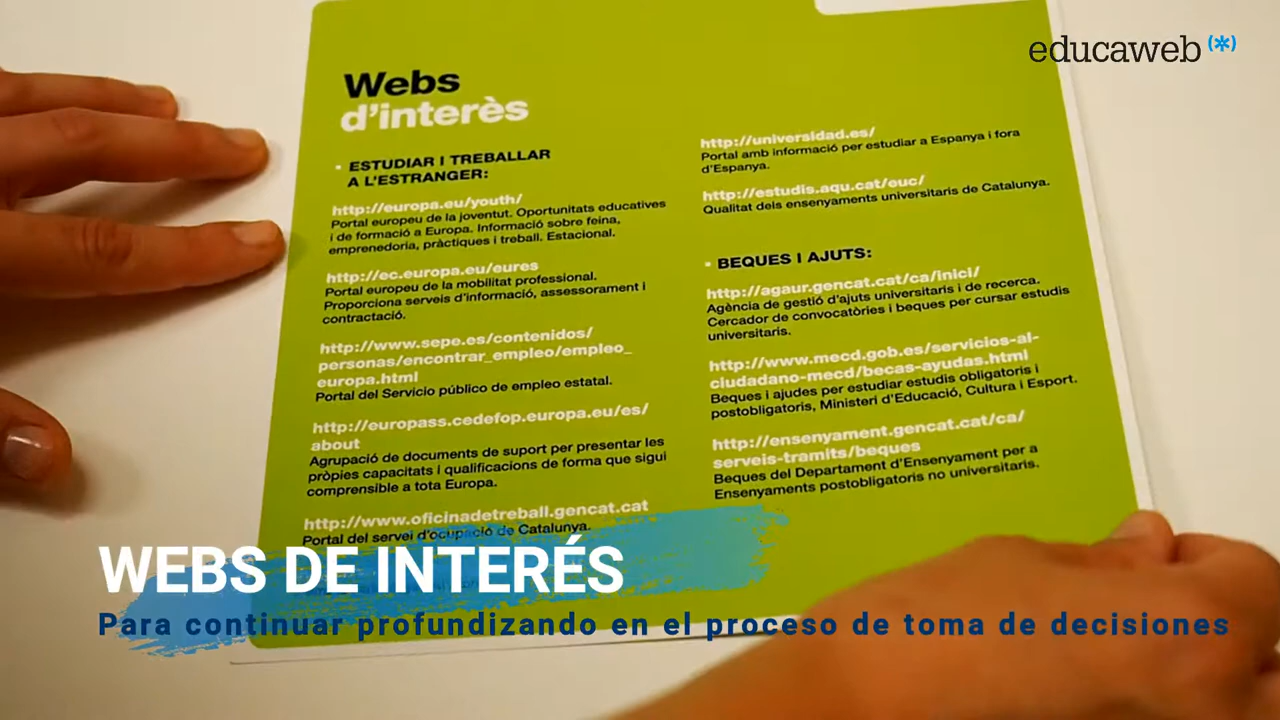 educaweb (*)
Webs
d'interès
• ESTUDIAR I TREBALLAR
A L'ESTRANGER:
http://europa.eu/youth/
Portal europeu de la joventut. Oportunitats educatives
i de formació a Europa. Informació sobre feina,
emprenedoria, pràctiques i treball. Estacional.
http://ec.europa.eu/eures
Portal europeu de la mobilitat professional.
Proporciona serveis d'informació, assessorament i
contractació.
http://www.sepe.es/contenidos/
personas/encontrar_empleo/empleo_
europa.html
Portal del Servicio público de empleo estatal.
http://europass.cedefop.europa.eu/es/
about
Agrupació de documents de suport per presentar les
pròpies capacitats i qualificacions de forma que sigui
comprensible a tota Europa.
http://www.oficinadetreball.gencat.cat
Portal del servei d'ocupació de Catalunya.
http://universidad.es/
Portal amb informació per estudiar a Espanya i fora
d'Espanya.
http://estudis.aqu.cat/euc/
Qualitat dels ensenyaments universitaris de Catalunya.
• BEQUES I AJUTS:
http://agaur.gencat.cat/ca/inici/
Agència de gestió d'ajuts universitaris i de recerca.
Cercador de convocatòries i beques per cursar estudis
universitaris.
http://www.mecd.gob.es/servicios-al-
ciudadano-mecd/becas-ayudas.html
Beques i ajudes per estudiar estudis obligatoris i
postobligatoris, Ministeri d'Educació, Cultura i Esport.
http://ensenyament.gencat.cat/ca/
serveis-tramits/beques
Beques del Departament d'Ensenyament per a
Ensenyaments postobligatoris no universitaris.
WEBS DE INTERÉS
Para continuar profundizando en el proceso de toma de decisiones